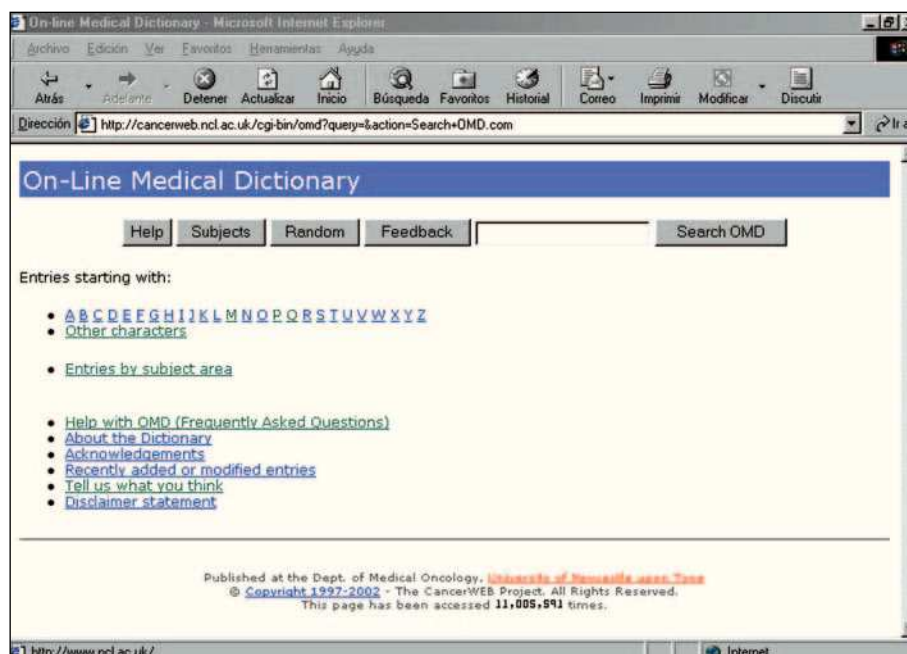 On-line Medical Dictionary - Microsoft Internet Explorer
Archivo Edición Ver Favoritos Herramientas Ayuda
Atrás Adelante Detener Actualizar Inicio Búsqueda Favoritos Historial Correo Imprimir Modificar Discutir
Dirección http://cancerweb.ncl.ac.uk/cgi-bin/omd?query=&action=Search+OMD.com Ir a
On-Line Medical Dictionary
Help Subjects Random Feedback Search OMD
Entries starting with:
A B C D E F G H I J K L M N O P Q R S T U V W X Y Z
Other characters
Entries by subject area
Help with OMD (Frequently Asked Questions)
About the Dictionary
Acknowledgements
Recently added or modified entries
Tell us what you think
Disclaimer statement
Published at the Dept. of Medical Oncology, University of Newcastle upon Tyne
© Copyright 1997-2002 - The CancerWEB Project. All Rights Reserved.
This page has been accessed 11,005,591 times.
http://www.ncl.ac.uk/ Internet